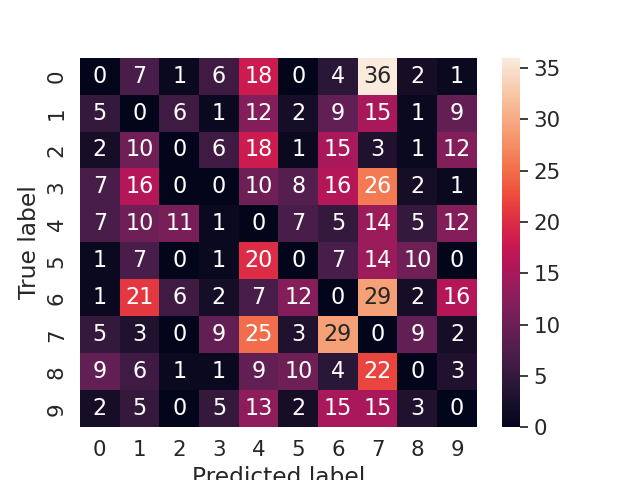 0 7 1 6 18 0 4 36 2 1
5 0 6 1 12 2 9 15 1 9
2 10 0 6 18 1 15 3 1 12
7 16 0 0 10 8 16 26 2 1
7 10 11 1 0 7 5 14 5 12
1 7 0 1 20 0 7 14 10 0
1 21 6 2 7 12 0 29 2 16
5 3 0 9 25 3 29 0 9 2
9 6 1 1 9 10 4 22 0 3
2 5 0 5 13 2 15 15 3 0
0 1 2 3 4 5 6 7 8 9
Predicted label
0 1 2 3 4 5 6 7 8 9
True label
35
30
25
20
15
10
5
0